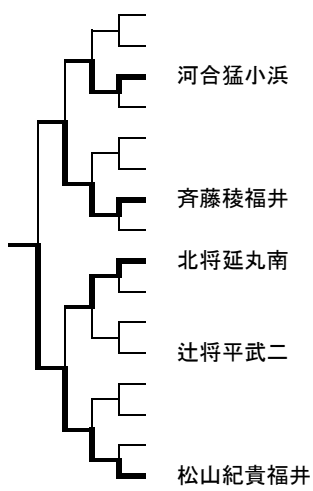 河合猛小浜
斉藤稜福井
北将延丸南
辻将平武二
松山紀貴福井